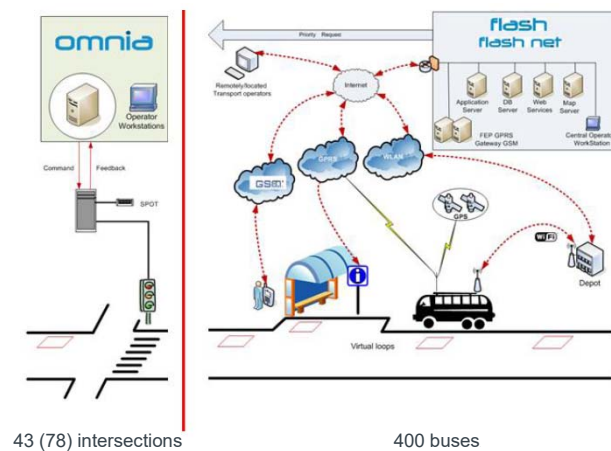 omnia
Operator
Workstations
Command
Feedback
SPOT
43 (78) intersections
Priority Request
flash
flash net
Remotely located
Transport operators
Internet
Application
Server
DB
Server
Web
Services
Map
Server
FEP GPRS
Gateway GSM
Central Operator
WorkStation
GSM
GPRS
WLAN
GPS
Wi Fi
Depot
i
Virtual loops
400 buses